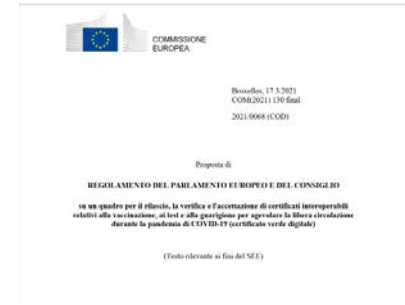 COMMISSIONE
EUROPEA
Bruxelles, 17.3.2021
COM(2021) 130 final
2021/0068 (COD)
Proposta di
REGOLAMENTO DEL PARLAMENTO EUROPEO E DEL CONSIGLIO
su un quadro per il rilascio, la verifica e l'accettazione di certificati interoperabili
relativi alla vaccinazione, ai test e alla guarigione per agevolare la libera circolazione
durante la pandemia di COVID-19 (certificato verde digitale)
(Testo rilevante ai fini del SEE)